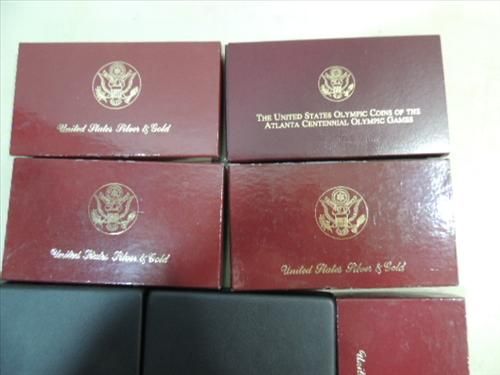 United States Silver & Gold
THE UNITED STATES OLYMPIC COINS OF THE
ATLANTA CENTENNIAL OLYMPIC GAMES
United States Silver & Gold
United States Silver & Gold